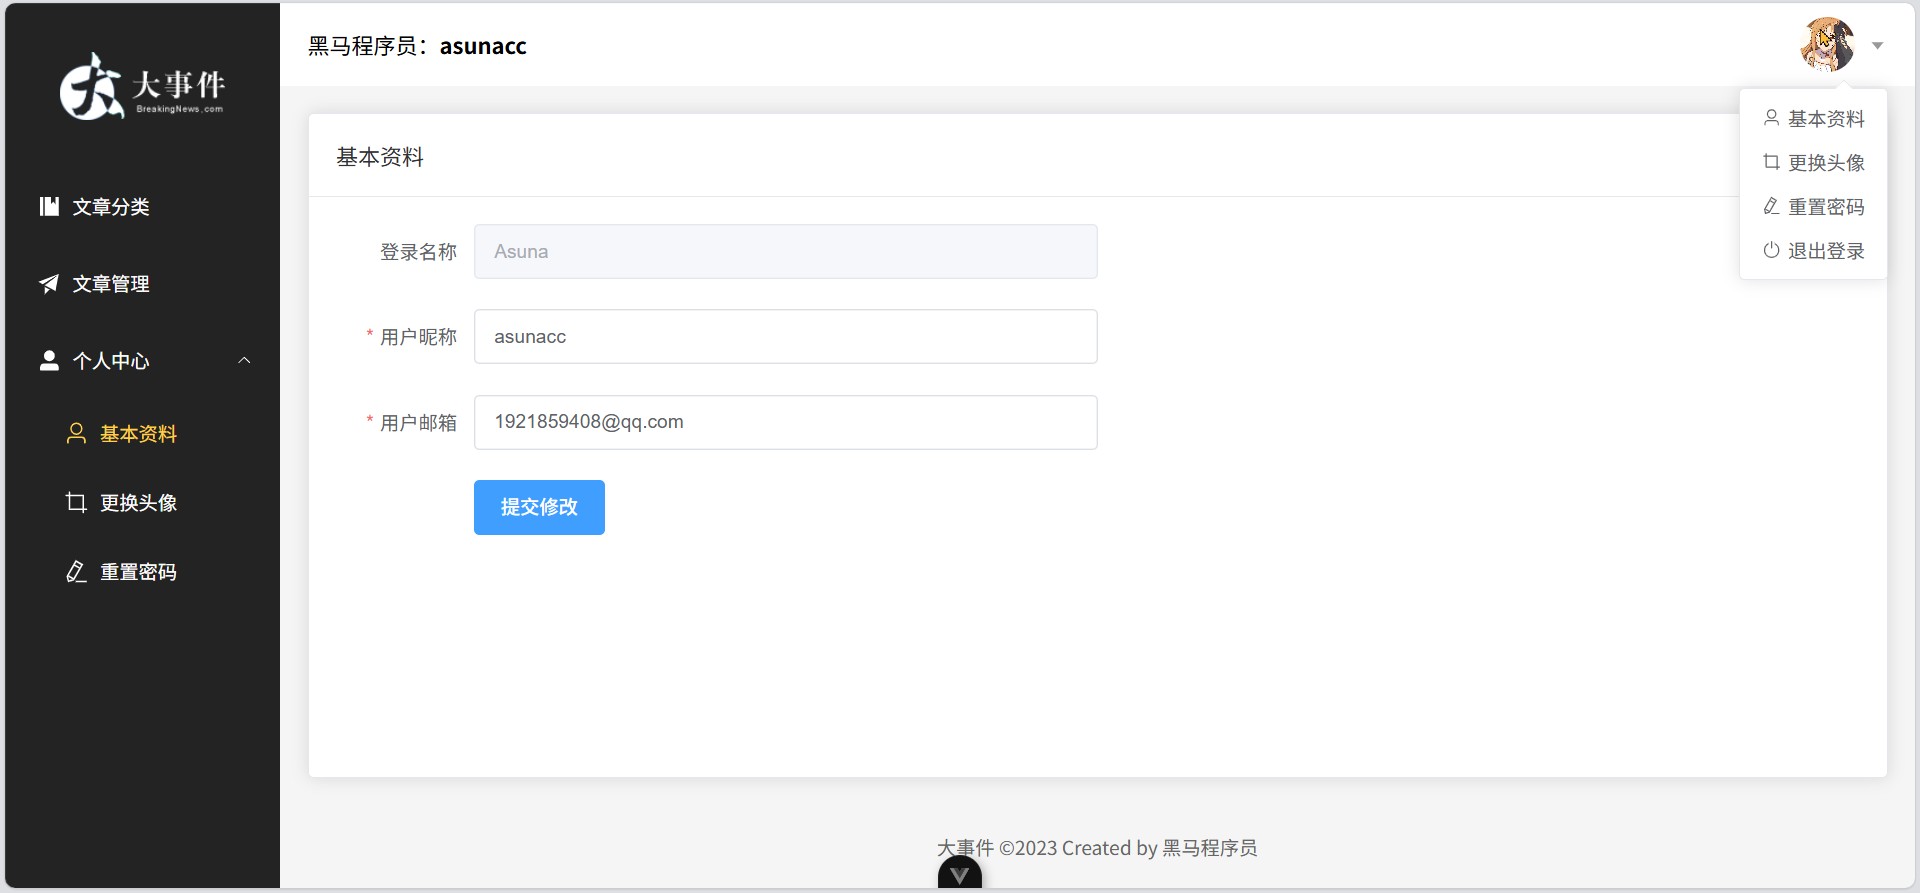 大事件
BreakingNews.com
文章分类
文章管理
个人中心
基本资料
更换头像
重置密码
黑马程序员：asunacc
基本资料
更换头像
重置密码
退出登录
基本资料
登录名称 Asuna
* 用户昵称 asunacc
* 用户邮箱 1921859408@qq.com
提交修改
大事件 ©2023 Created by 黑马程序员